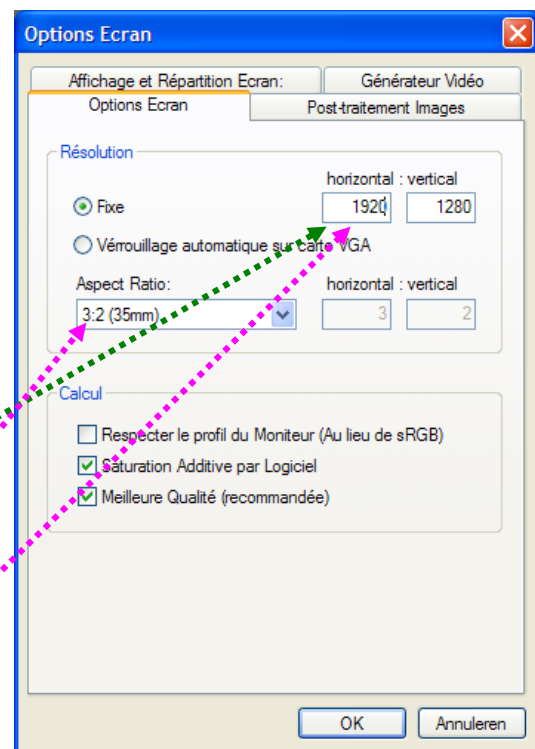 Options Ecran
Affichage et Répartition Ecran: Générateur Vidéo
Options Ecran Post-traitement Images
Résolution
horizontal : vertical
Fixe 1920 1280
Vérrouillage automatique sur carte VGA
Aspect Ratio: horizontal : vertical
3:2 (35mm) 3 2
Calcul
Respecter le profil du Moniteur (Au lieu de sRGB)
Saturation Additive par Logiciel
Meilleure Qualité (recommandée)
OK Annuleren